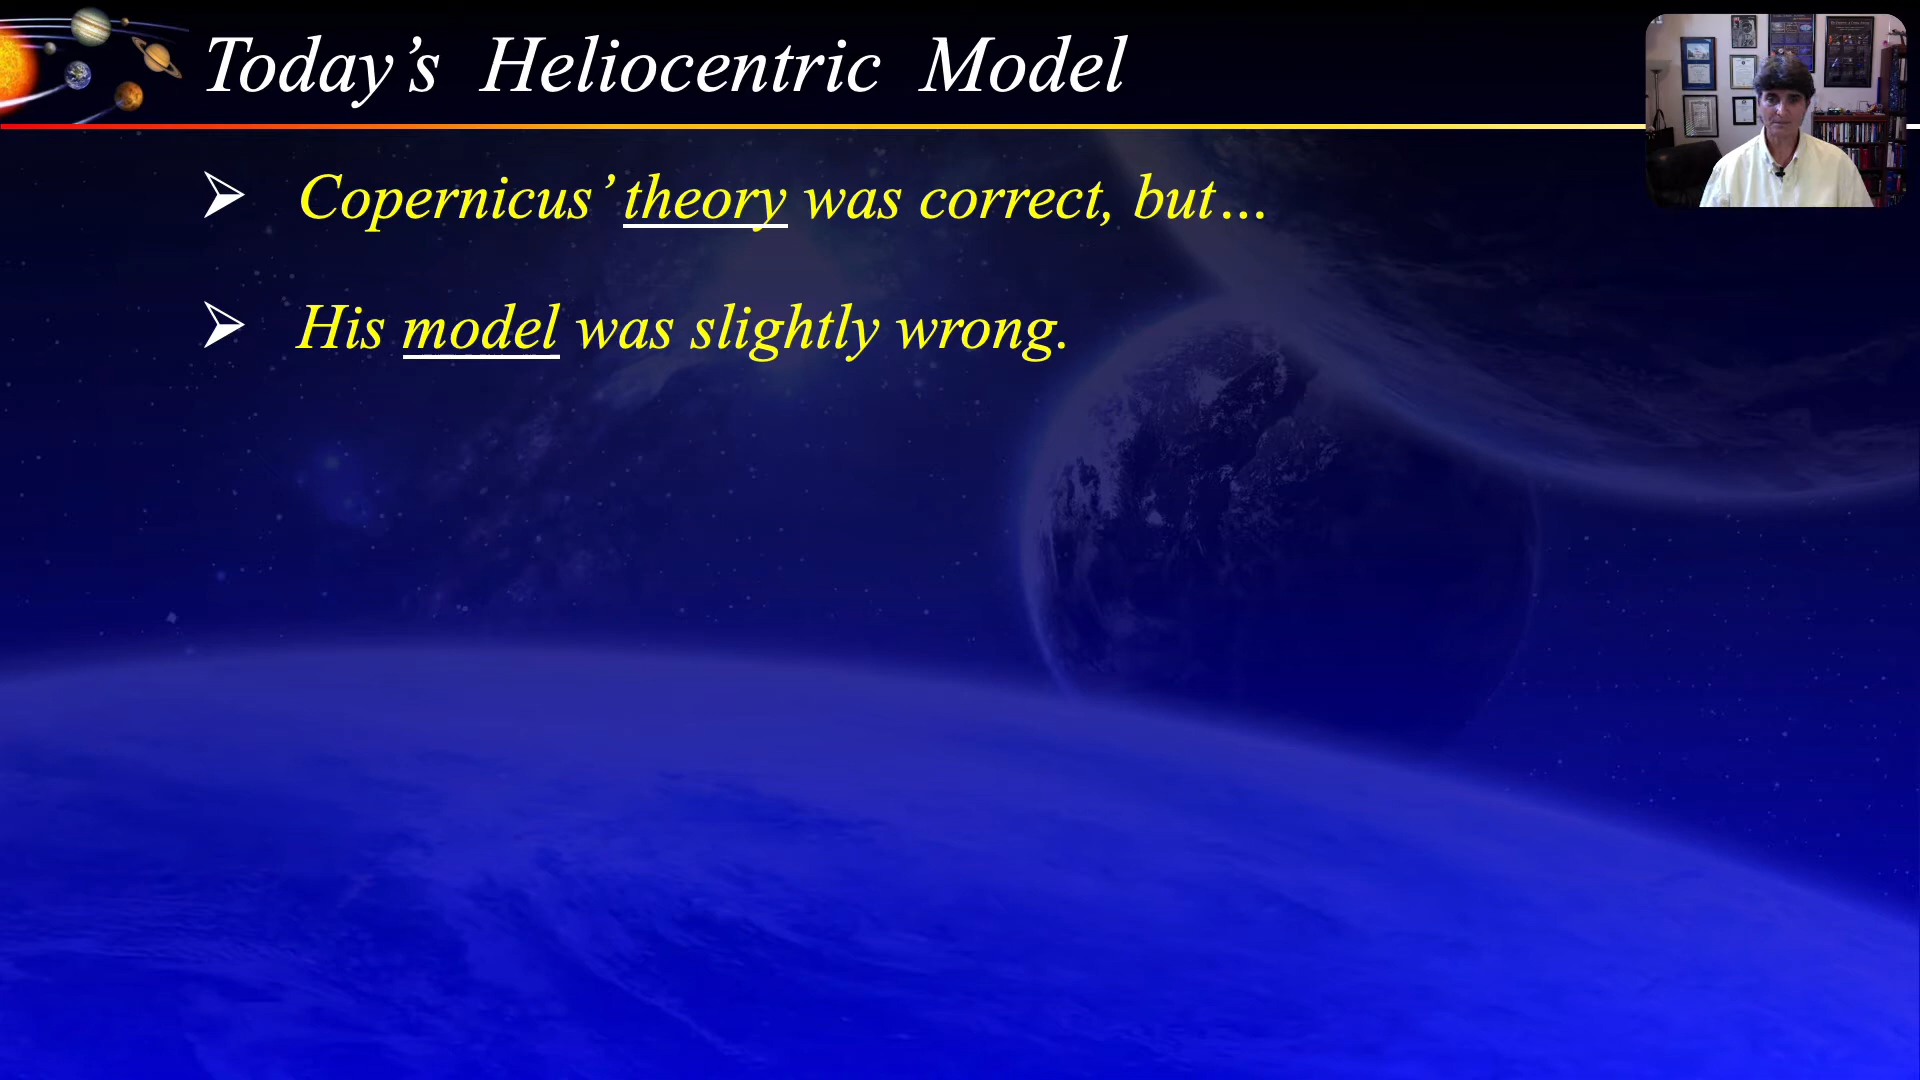 Today’s Heliocentric Model
Copernicus’ theory was correct, but…
His model was slightly wrong.